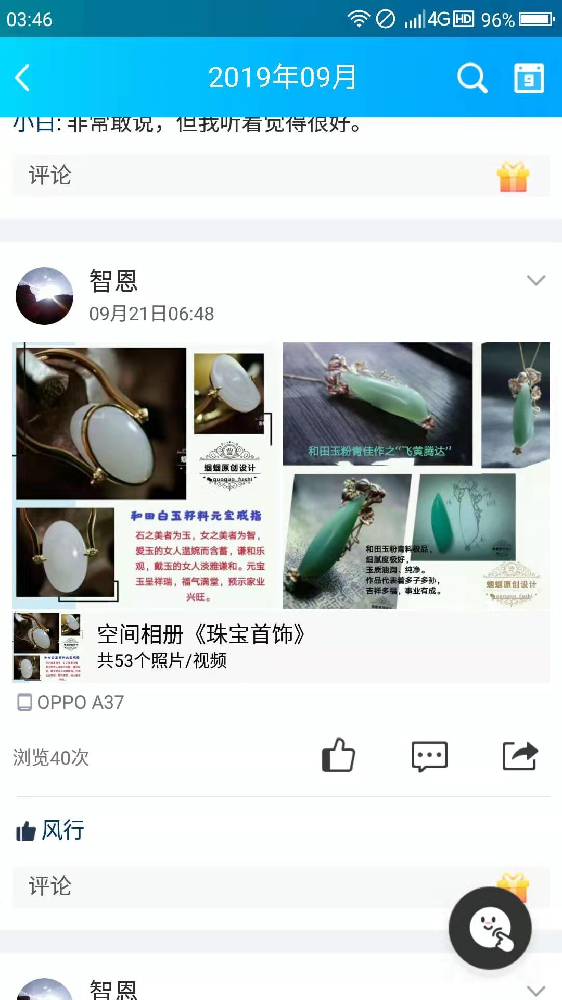 03:46
4G HD 96%
2019年09月
9
小白: 非常敢说，但我听着觉得很好。
评论
智恩
09月21日06:48
蝈蝈原创设计
guoguo_fushi
和田白玉籽料元宝戒指
石之美者为玉，女之美者为智，
爱玉的女人温婉而含蓄，谦和乐
观，戴玉的女人淡雅谦和。元宝
玉呈祥瑞，福气满堂，预示家业
兴旺。
和田玉粉青佳作之“飞黄腾达”
和田玉粉青料极品，
细腻度极好，
玉质油润、纯净。
作品代表着多子多孙，
吉祥多福，事业有成。
蝈蝈原创设计
guoguo_fushi
空间相册《珠宝首饰》
共53个照片/视频
OPPO A37
浏览40次
风行
评论
智恩